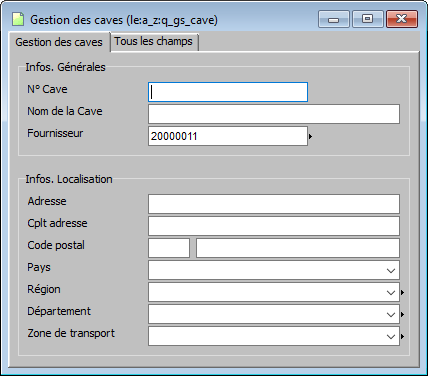 Gestion des caves (le:a_z:q_gs_cave)
Gestion des caves Tous les champs
Infos. Générales
N° Cave
Nom de la Cave
Fournisseur 20000011
Infos. Localisation
Adresse
Cplt adresse
Code postal
Pays
Région
Département
Zone de transport